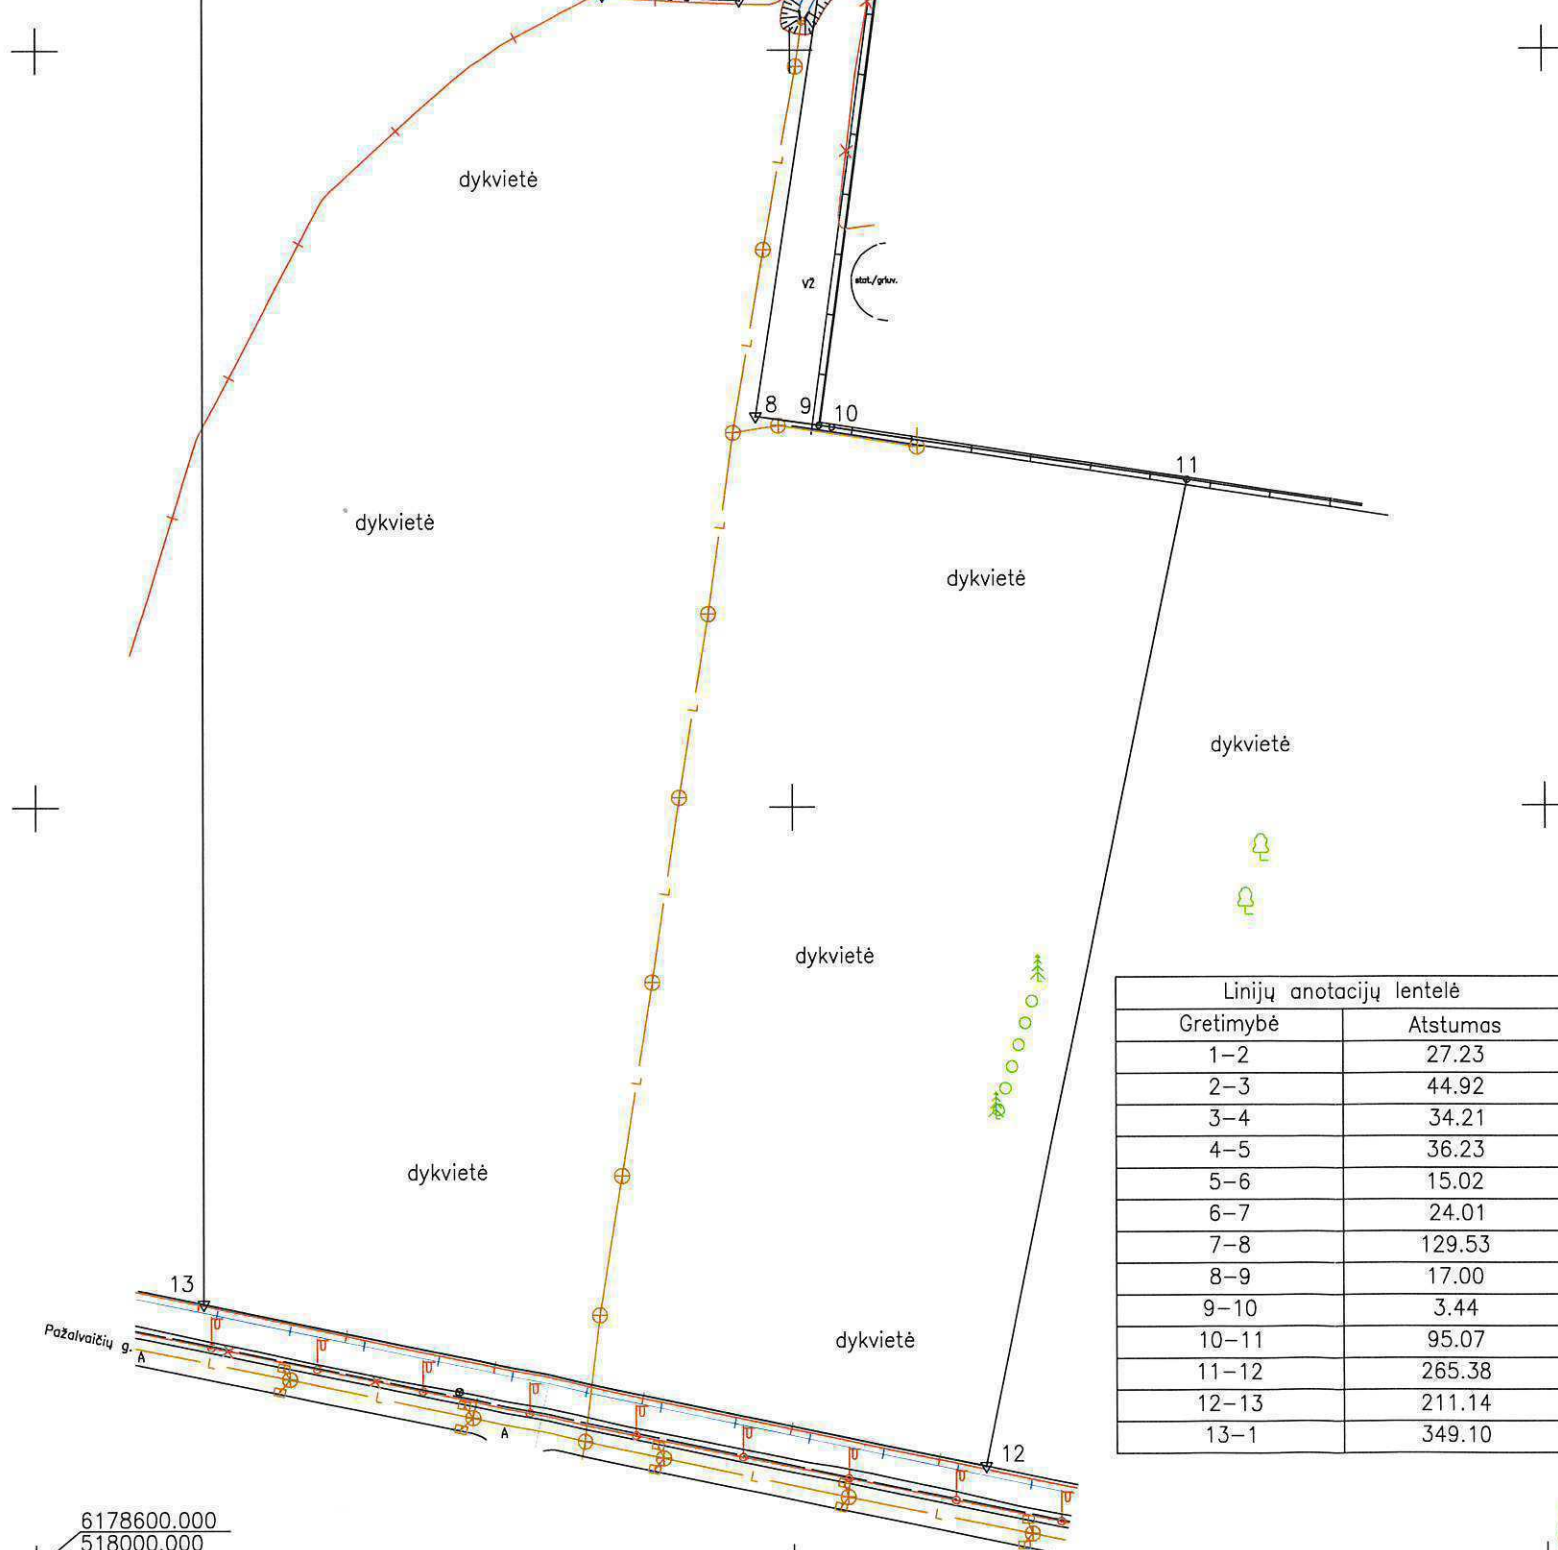 dykvietė
v2
stat./griuv.
8
9
10
11
dykvietė
dykvietė
dykvietė
dykvietė
Linijų anotacijų lentelė
Gretimybė Atstumas
1-2 27.23
2-3 44.92
3-4 34.21
4-5 36.23
5-6 15.02
6-7 24.01
7-8 129.53
8-9 17.00
9-10 3.44
10-11 95.07
11-12 265.38
12-13 211.14
13-1 349.10
dykvietė
13
dykvietė
Pažalvaičių g.
A
L
L
A
L
L
12
6178600.000
518000.000